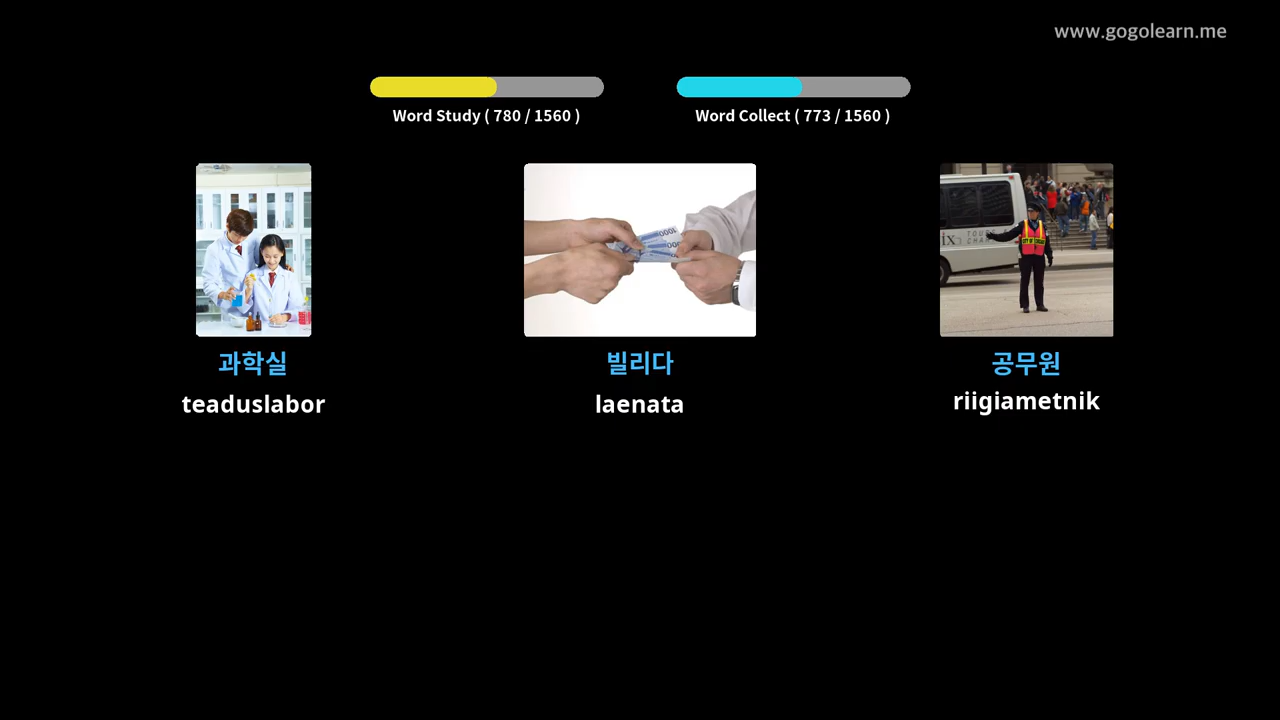 www.gogolearn.me
Word Study ( 780 / 1560 )
Word Collect ( 773 / 1560 )
과학실
빌리다
공무원
teaduslabor
laenata
riigiametnik